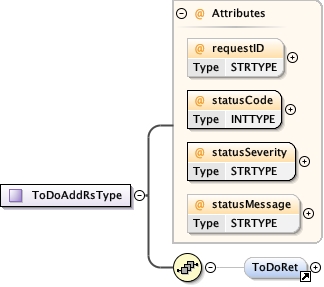 @ Attributes
@ requestID
Type STRTYPE
@ statusCode
Type INTTYPE
@ statusSeverity
Type STRTYPE
ToDoAddRsType
@ statusMessage
Type STRTYPE
ToDoRet